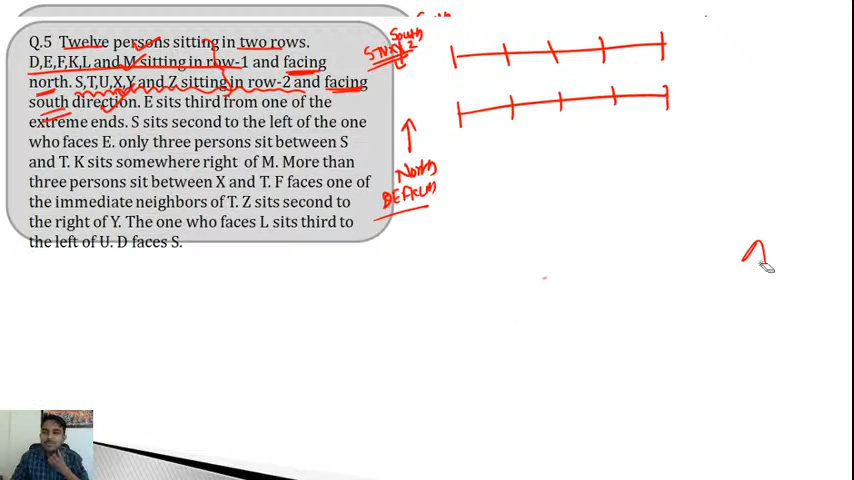 Q.5 Twelve persons sitting in two rows.
D,E,F,K,L and M sitting in row-1 and facing
north. S,T,U,X,Y and Z sitting in row-2 and facing
south direction. E sits third from one of the
extreme ends. S sits second to the left of the one
who faces E. only three persons sit between S
and T. K sits somewhere right of M. More than
three persons sit between X and T. F faces one of
the immediate neighbors of T. Z sits second to
the right of Y. The one who faces L sits third to
the left of U. D faces S.
South
North
DEFKLM